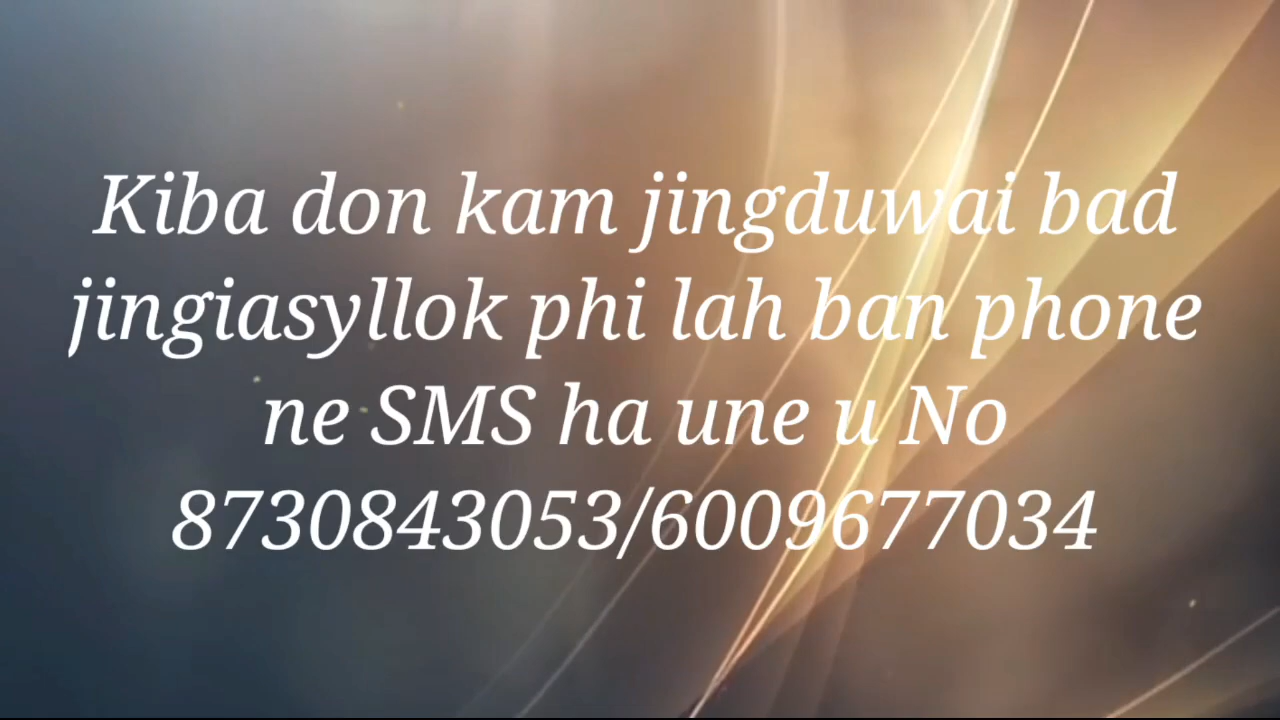 Kiba don kam jingduwai bad
jingiasyllok phi lah ban phone
ne SMS ha une u No
8730843053/6009677034